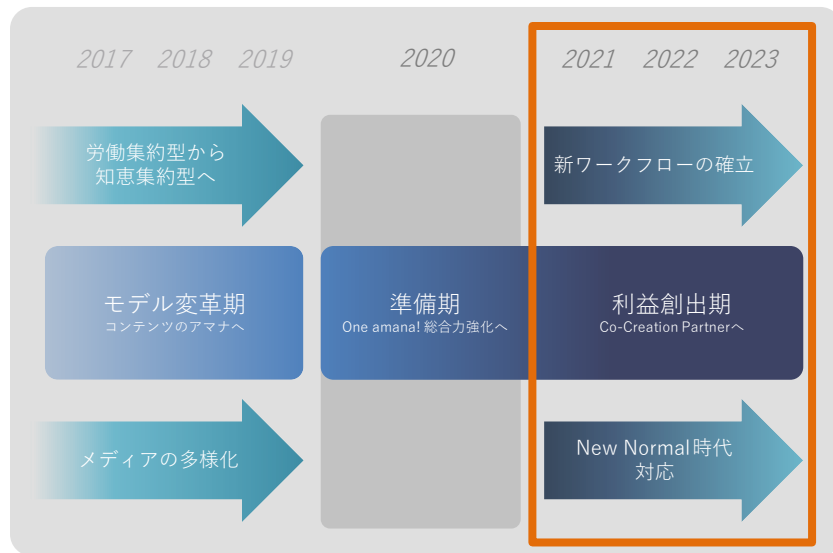 2017 2018 2019
2020
2021 2022 2023
労働集約型から
知恵集約型へ
新ワークフローの確立
モデル変革期
コンテンツのアマナへ
準備期
One amana! 総合力強化へ
利益創出期
Co-Creation Partnerへ
メディアの多様化
New Normal時代
対応